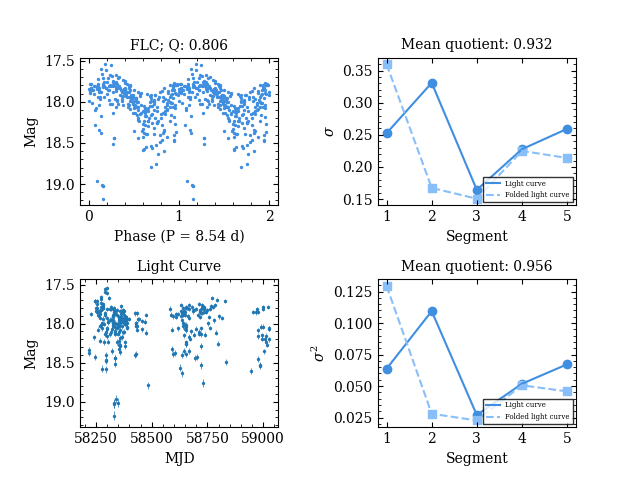 FLC; Q: 0.806
17.5
18.0
18.5
19.0
Mag
0
1
2
Phase (P = 8.54 d)
Mean quotient: 0.932
0.35
0.30
0.25
0.20
0.15
σ
Light curve
Folded light curve
1 2 3 4 5
Segment
Light Curve
17.5
18.0
18.5
19.0
Mag
58250 58500 58750 59000
MJD
Mean quotient: 0.956
0.125
0.100
0.075
0.050
0.025
σ²
Light curve
Folded light curve
1 2 3 4 5
Segment